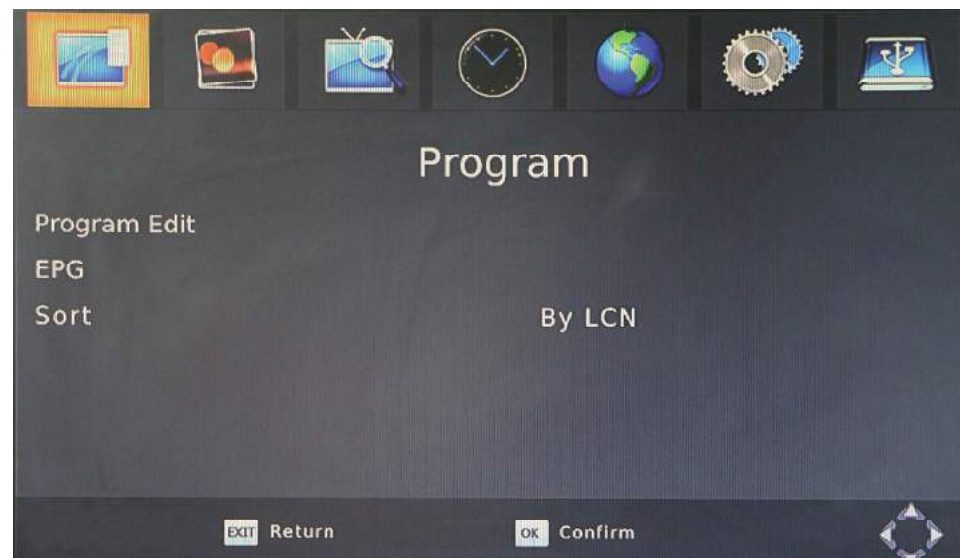 Program
Program Edit
EPG
Sort By LCN
EXIT Return OK Confirm